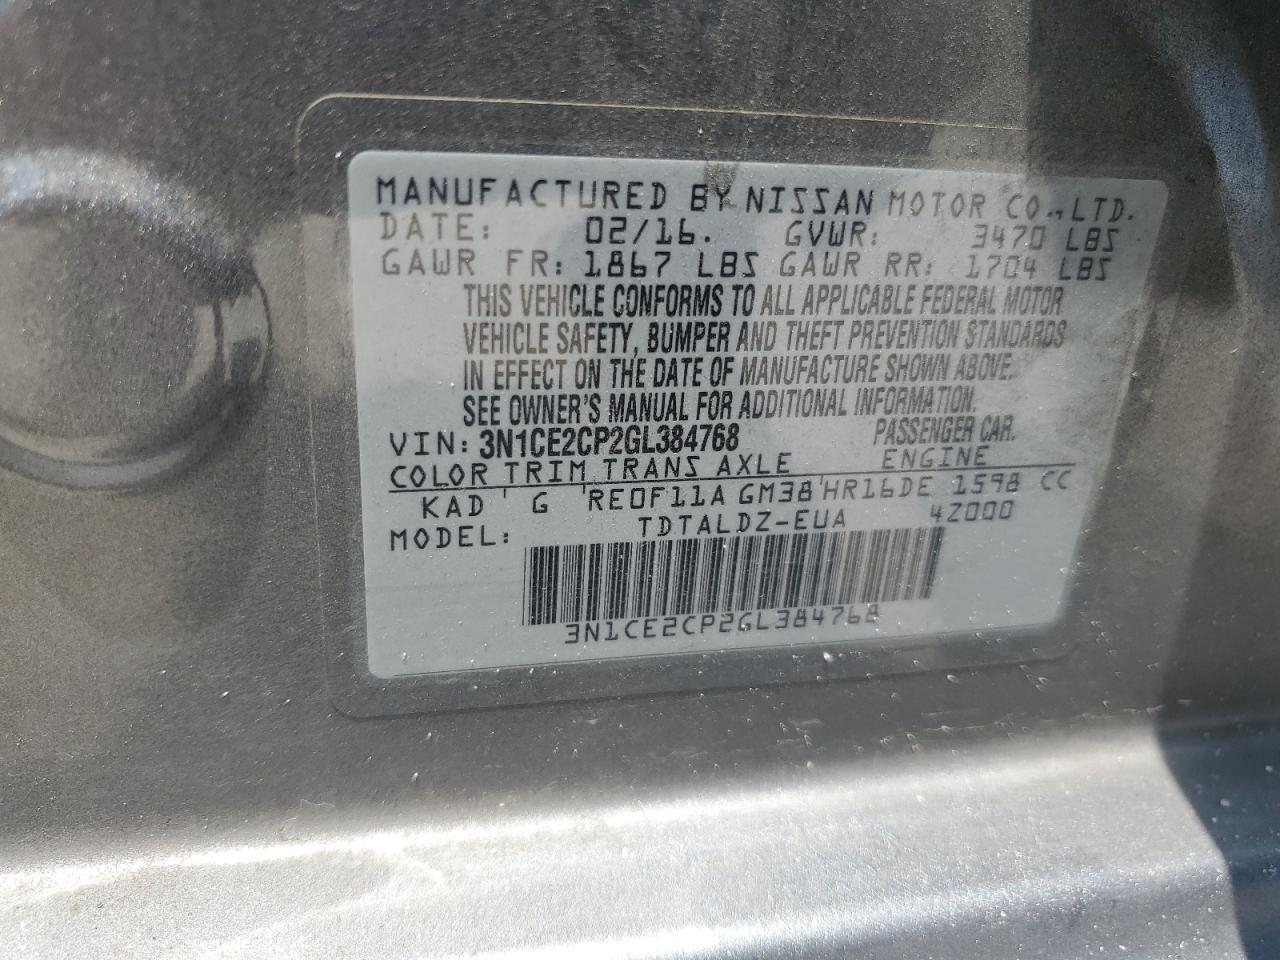 MANUFACTURED BY NISSAN MOTOR CO., LTD.
DATE: 02/16. GVWR: 3470 LBS
GAWR FR: 1867 LBS GAWR RR: 1704 LBS
THIS VEHICLE CONFORMS TO ALL APPLICABLE FEDERAL MOTOR
VEHICLE SAFETY, BUMPER AND THEFT PREVENTION STANDARDS
IN EFFECT ON THE DATE OF MANUFACTURE SHOWN ABOVE.
SEE OWNER'S MANUAL FOR ADDITIONAL INFORMATION.
VIN: 3N1CE2CP2GL384768 PASSENGER CAR.
COLOR TRIM TRANS AXLE ENGINE
KAD G RE0F11A GM38 HR16DE 1598 CC
MODEL: TDTALDZ-EUA 4Z000
3N1CE2CP2GL384768